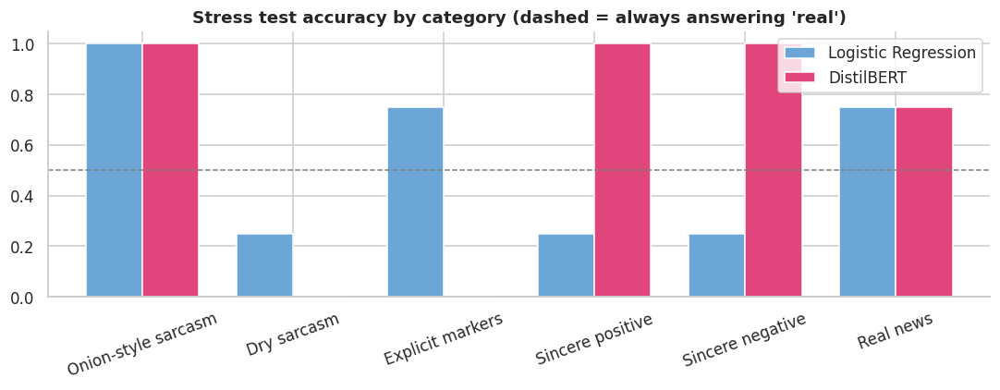 Stress test accuracy by category (dashed = always answering 'real')
Logistic Regression
DistilBERT
1.0
0.8
0.6
0.4
0.2
0.0
Onion-style sarcasm
Dry sarcasm
Explicit markers
Sincere positive
Sincere negative
Real news